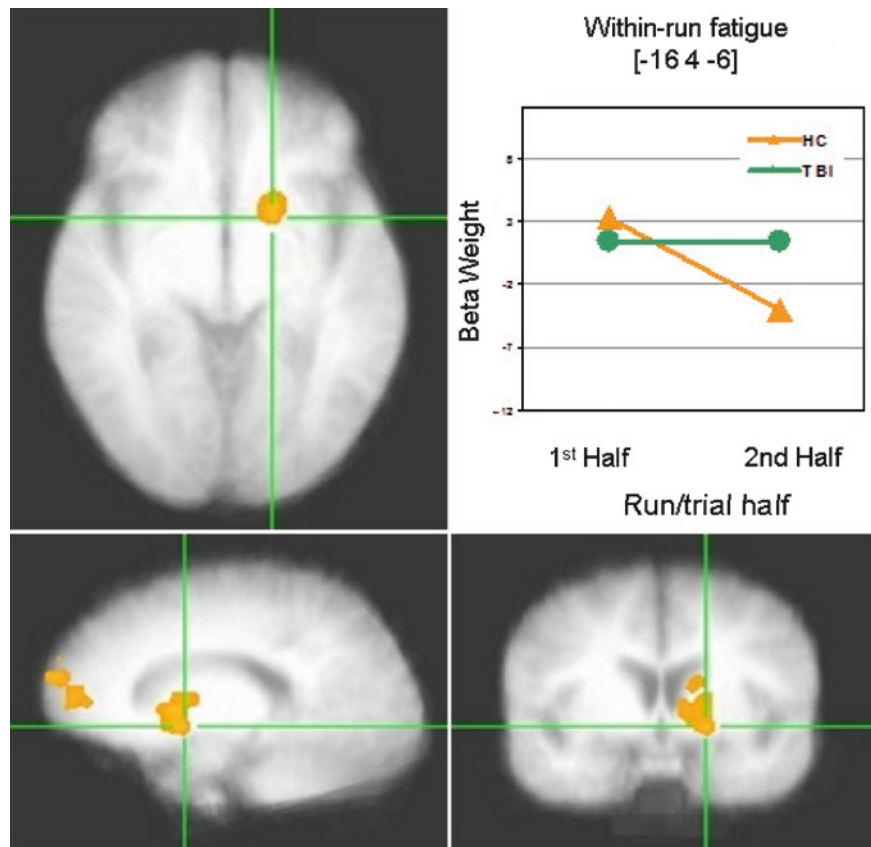 Within-run fatigue
[-16 4 -6]
HC
TBI
8
3
-2
-7
-12
Beta Weight
1st Half 2nd Half
Run/trial half